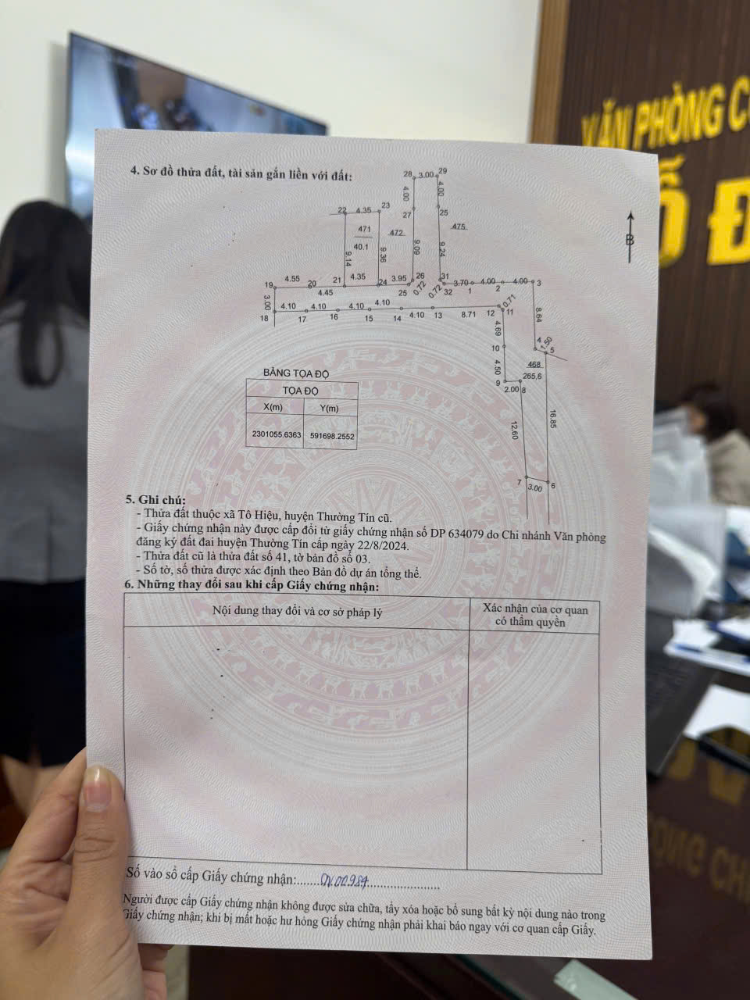 VĂN PHÒNG C
Ố Đ
4. Sơ đồ thửa đất, tài sản gắn liền với đất:
28 3.00 29
4.00 4.00
27 25
22 4.35 23
471 472 475
40.1
9.14 9.36 9.09 9.24
B
19 4.55 20 21 4.35 24 3.95 26 31 3.70 4.00 4.00 3
4.45 25 0.72 0.72 32 1 2
3.00 4.10 4.10 4.10 4.10 0.71 8.64
18 17 16 15 14 4.10 13 8.71 12 11
4.69
10 4 1.50 5
4.50 468
9 265,6
2.00 8
12.60 16.85
7 3.00 6
BẢNG TỌA ĐỘ
TỌA ĐỘ
X(m) Y(m)
2301055.6363 591698.2552
5. Ghi chú:
- Thửa đất thuộc xã Tô Hiệu, huyện Thường Tín cũ.
- Giấy chứng nhận này được cấp đổi từ giấy chứng nhận số DP 634079 do Chi nhánh Văn phòng
đăng ký đất đai huyện Thường Tín cấp ngày 22/8/2024.
- Thửa đất cũ là thửa đất số 41, tờ bản đồ số 03.
- Số tờ, số thửa được xác định theo Bản đồ dự án tổng thể.
6. Những thay đổi sau khi cấp Giấy chứng nhận:
Nội dung thay đổi và cơ sở pháp lý
Xác nhận của cơ quan
có thẩm quyền
Số vào sổ cấp Giấy chứng nhận:
Người được cấp Giấy chứng nhận không được sửa chữa, tẩy xóa hoặc bổ sung bất kỳ nội dung nào trong
Giấy chứng nhận; khi bị mất hoặc hư hỏng Giấy chứng nhận phải khai báo ngay với cơ quan cấp Giấy.